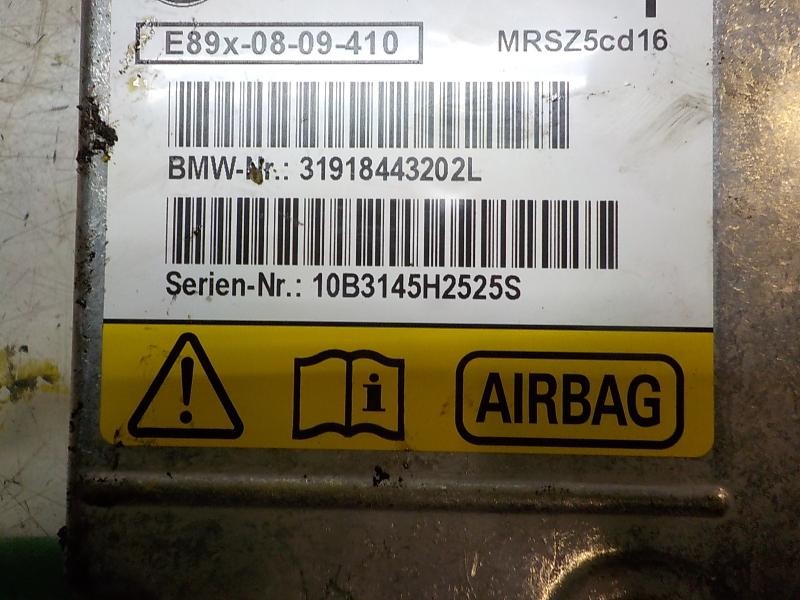 E89x-08-09-410 MRSZ5cd16
BMW-Nr.: 31918443202L
Serien-Nr.: 10B3145H2525S
i AIRBAG